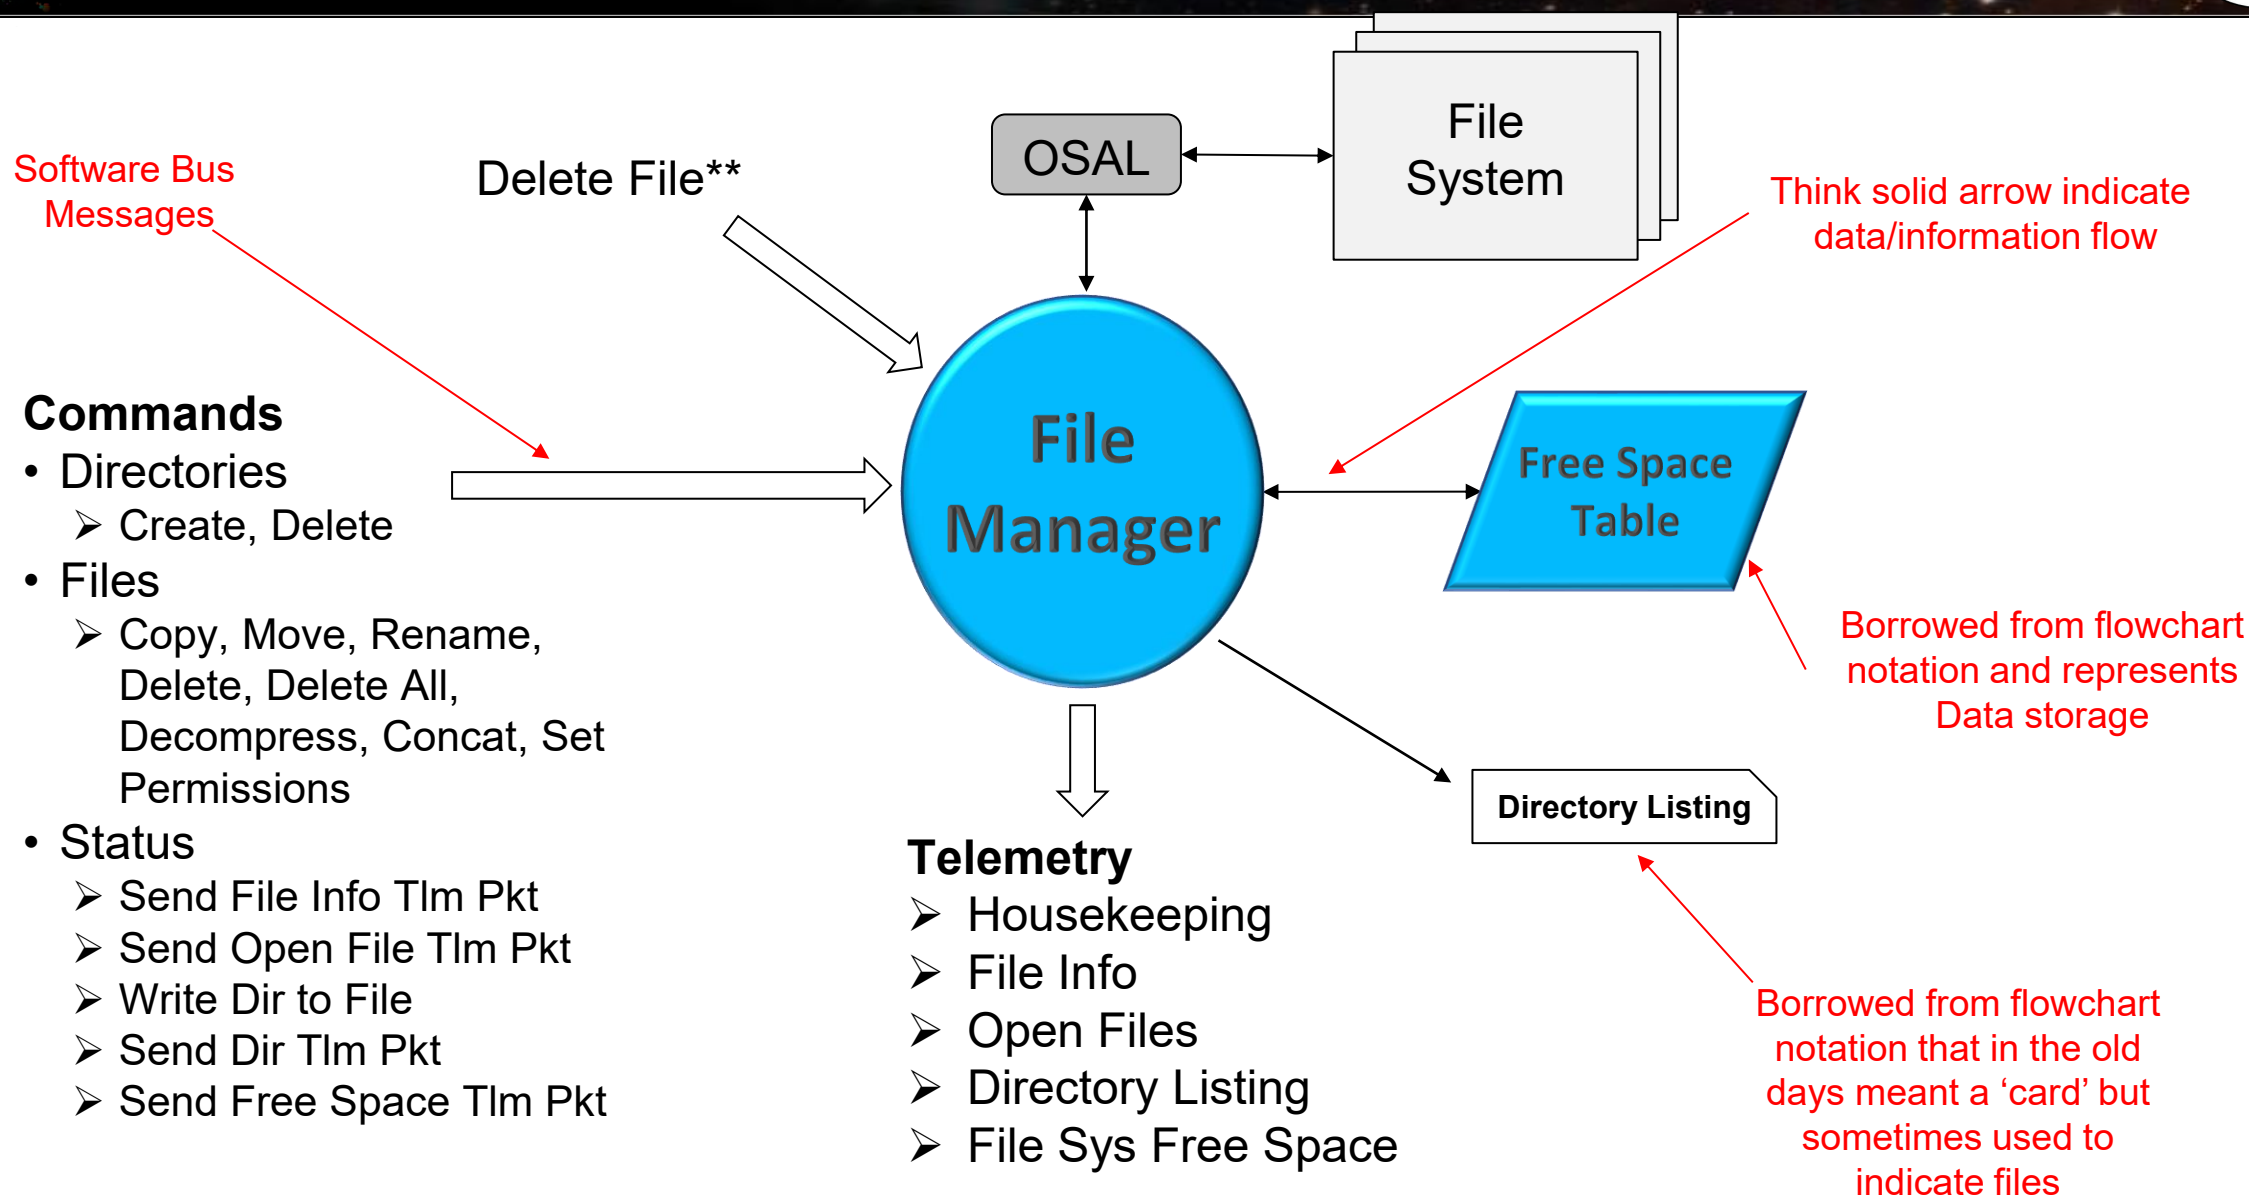 File
System
OSAL
Software Bus
Messages
Delete File**
Think solid arrow indicate
data/information flow
Commands
• Directories
➢ Create, Delete
• Files
➢ Copy, Move, Rename,
Delete, Delete All,
Decompress, Concat, Set
Permissions
• Status
➢ Send File Info Tlm Pkt
➢ Send Open File Tlm Pkt
➢ Write Dir to File
➢ Send Dir Tlm Pkt
➢ Send Free Space Tlm Pkt
File
Manager
Free Space
Table
Borrowed from flowchart
notation and represents
Data storage
Directory Listing
Telemetry
➢ Housekeeping
➢ File Info
➢ Open Files
➢ Directory Listing
➢ File Sys Free Space
Borrowed from flowchart
notation that in the old
days meant a ‘card’ but
sometimes used to
indicate files